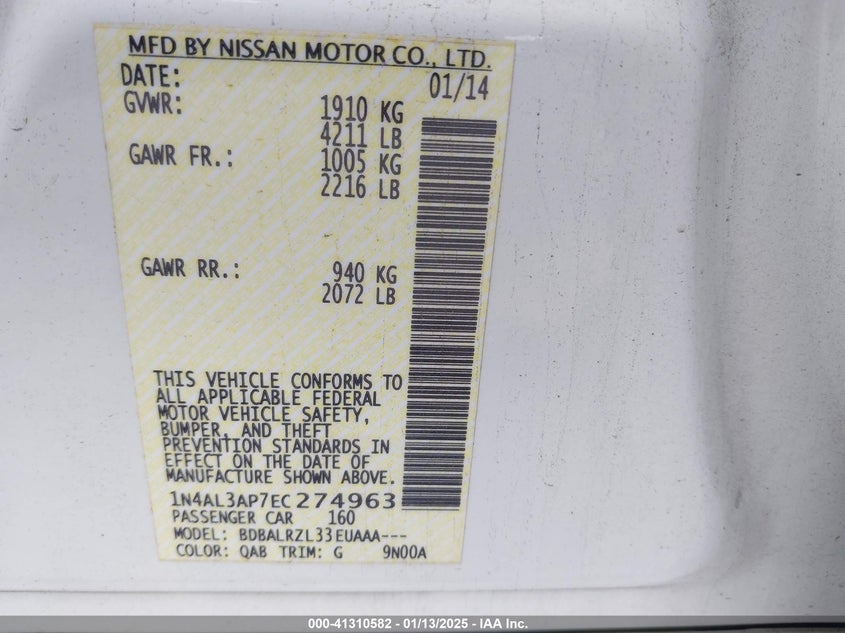 MFD BY NISSAN MOTOR CO., LTD.
DATE: 01/14
GVWR: 1910 KG
4211 LB
GAWR FR.: 1005 KG
2216 LB
GAWR RR.: 940 KG
2072 LB
THIS VEHICLE CONFORMS TO
ALL APPLICABLE FEDERAL
MOTOR VEHICLE SAFETY,
BUMPER, AND THEFT
PREVENTION STANDARDS IN
EFFECT ON THE DATE OF
MANUFACTURE SHOWN ABOVE.
1N4AL3AP7EC274963
PASSENGER CAR 160
MODEL: BDBALRZL33EUAAA---
COLOR: QAB TRIM: G 9N00A
000-41310582 - 01/13/2025 - IAA Inc.